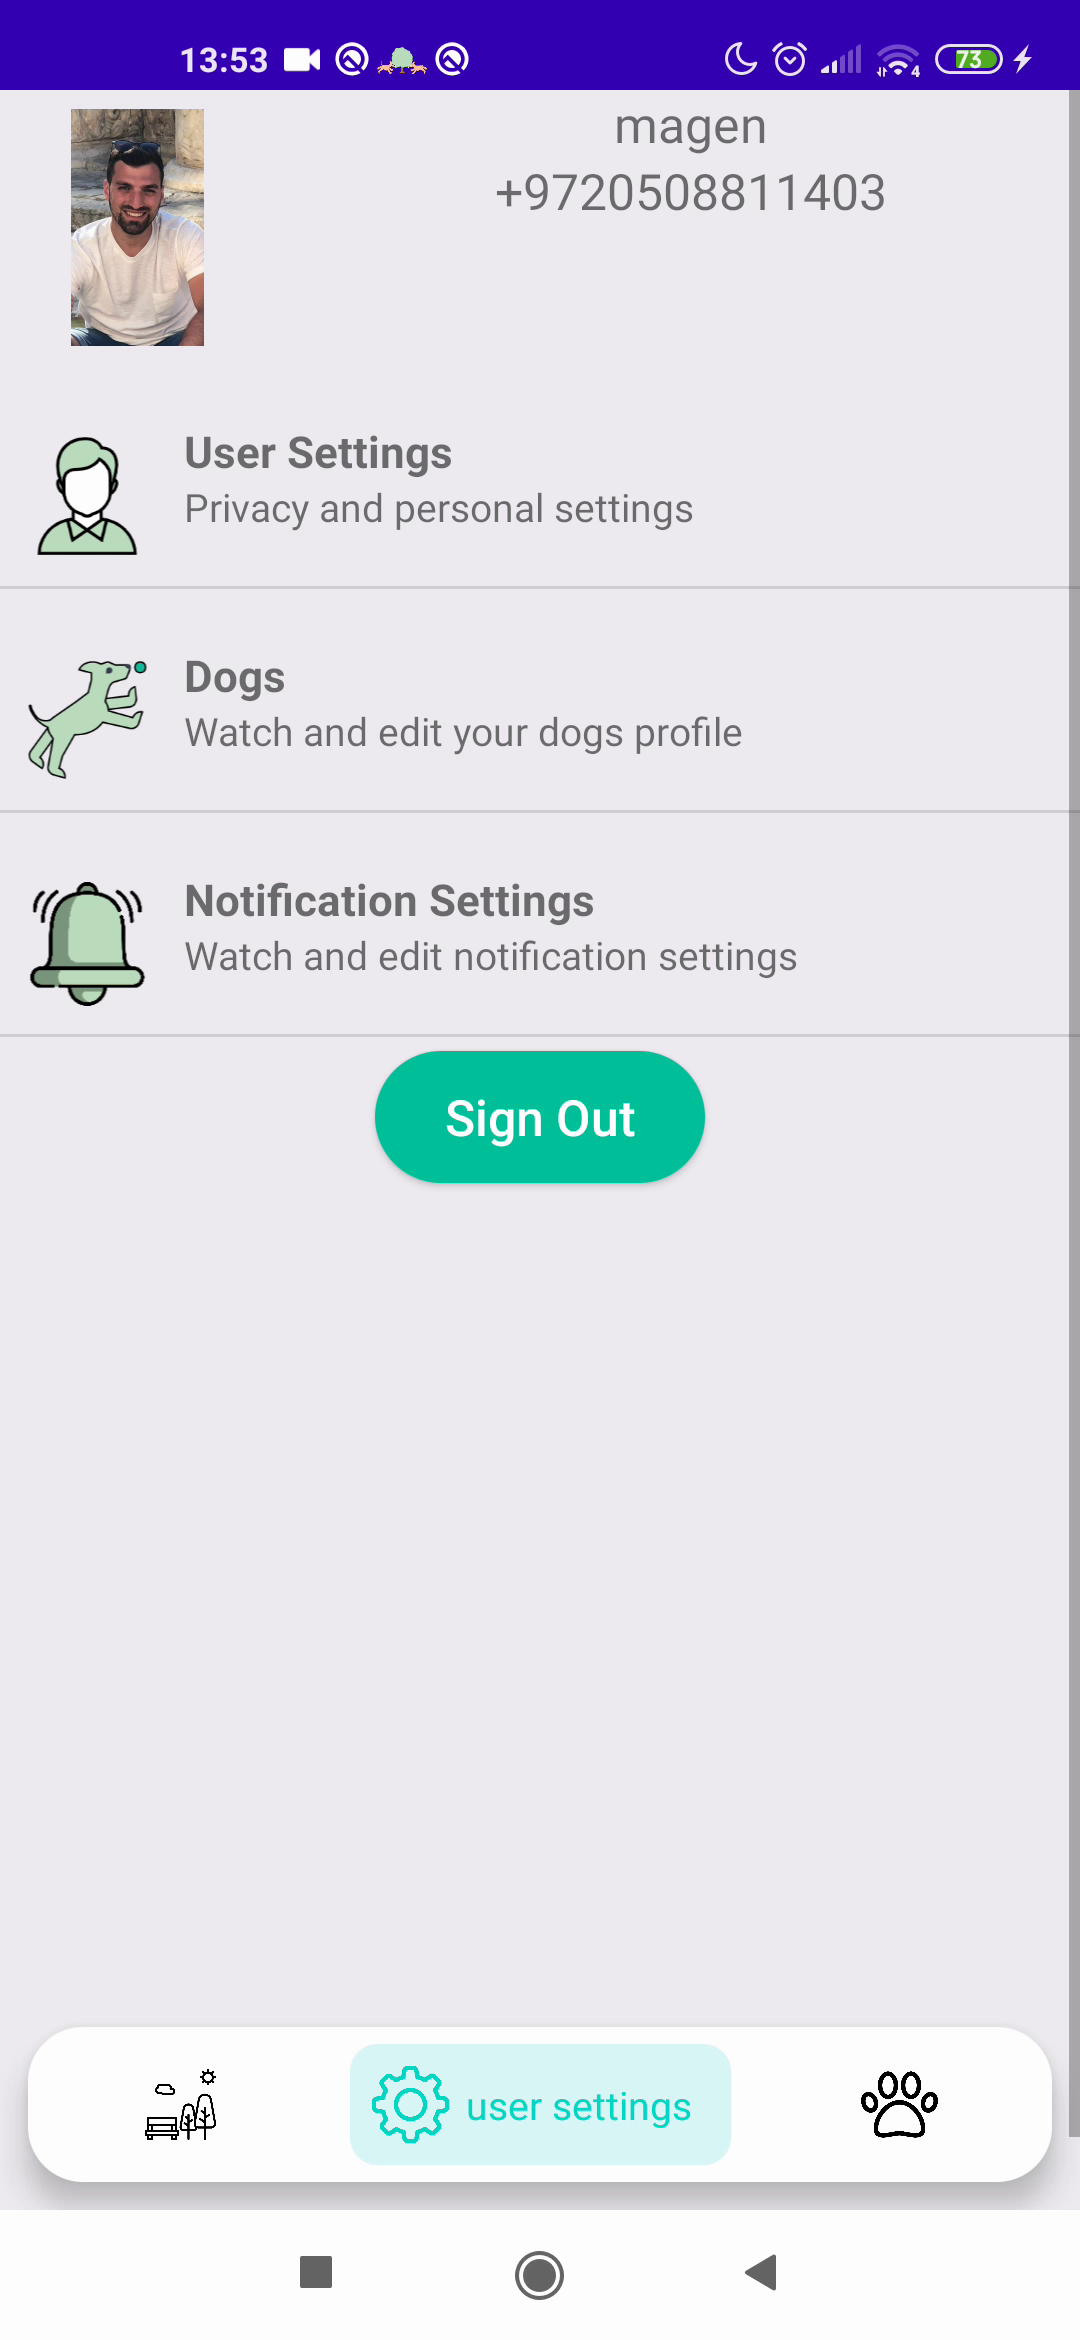 13:53
4
73
magen
+9720508811403
User Settings
Privacy and personal settings
Dogs
Watch and edit your dogs profile
Notification Settings
Watch and edit notification settings
Sign Out
user settings